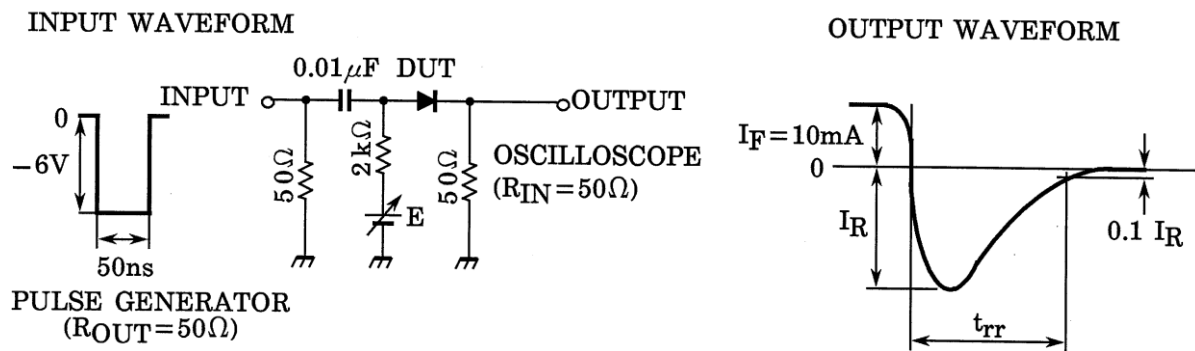 INPUT WAVEFORM
0
−6V
50ns
PULSE GENERATOR
(ROUT=50Ω)
0.01μF DUT
INPUT
OUTPUT
50Ω
2kΩ
E
50Ω
OSCILLOSCOPE
(RIN=50Ω)
OUTPUT WAVEFORM
IF=10mA
0
IR
0.1 IR
trr